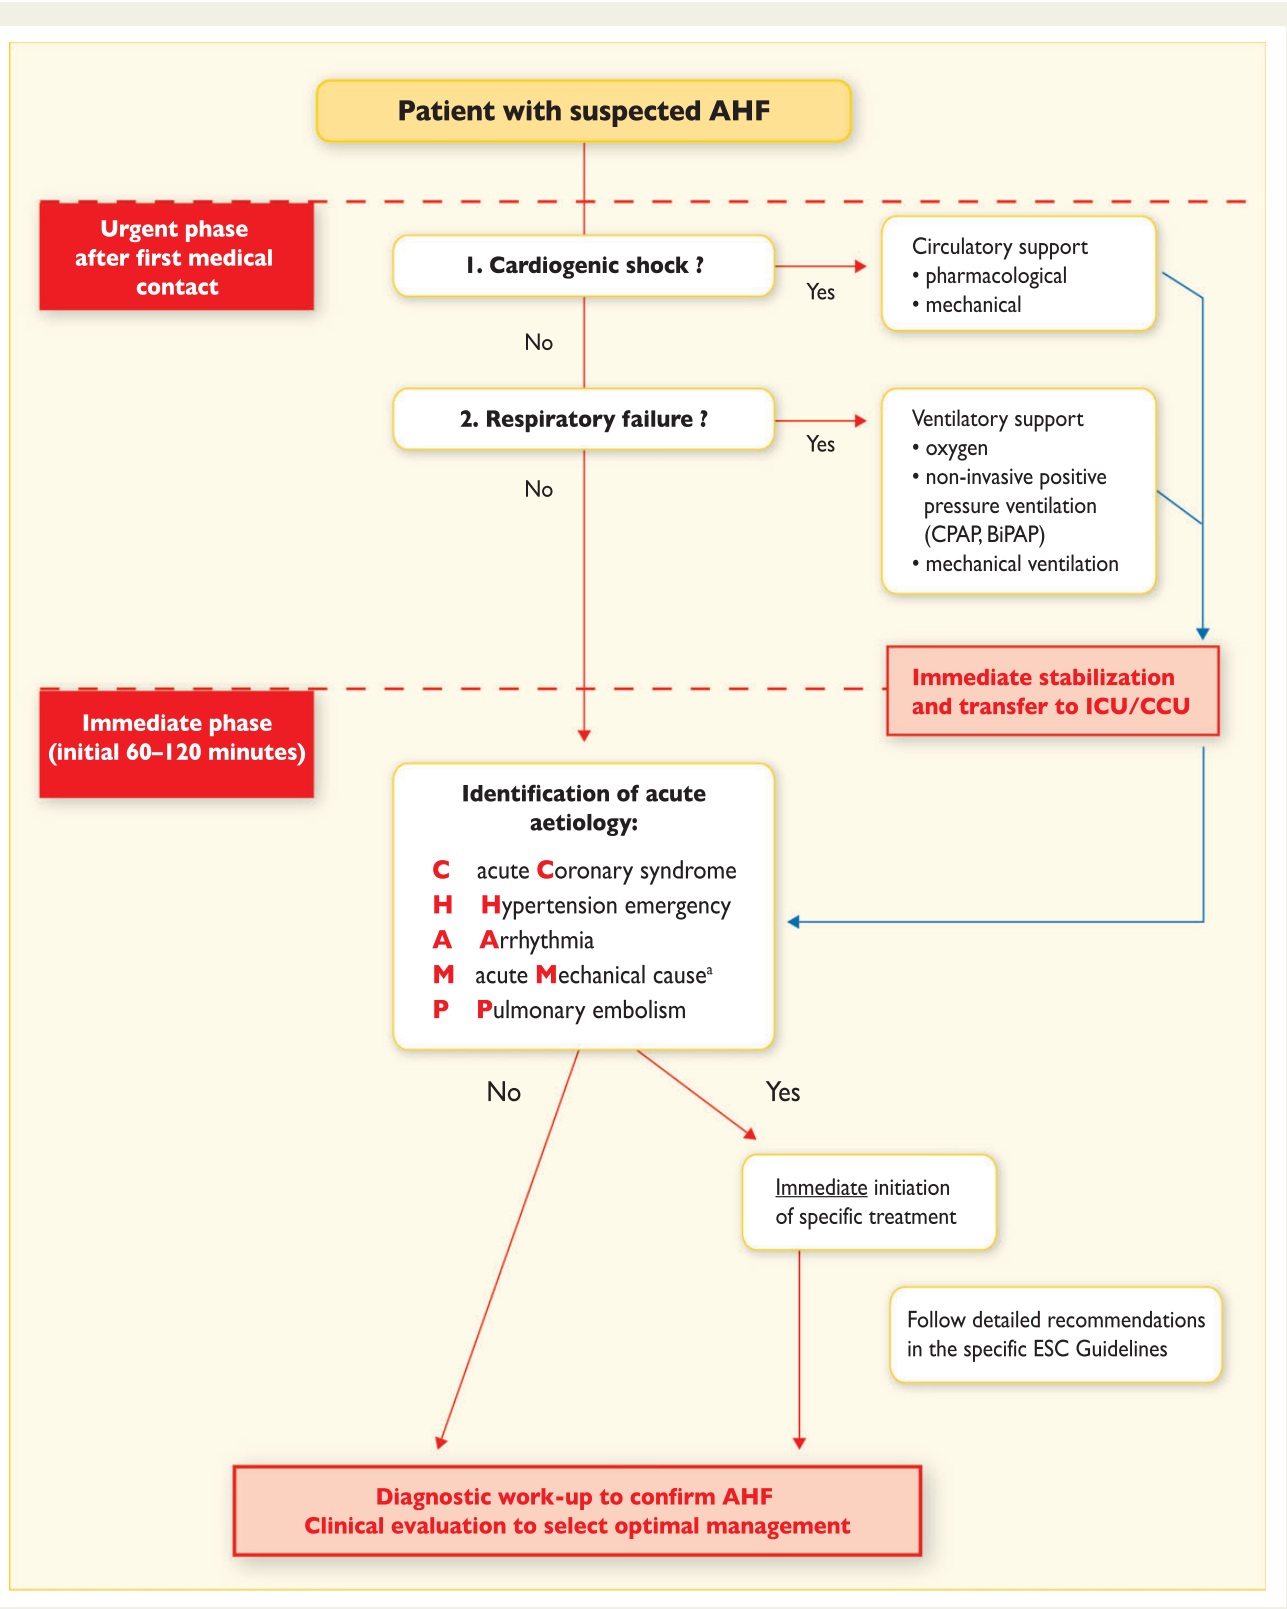 Patient with suspected AHF
Urgent phase
after first medical
contact
1. Cardiogenic shock ?
Yes
Circulatory support
• pharmacological
• mechanical
No
2. Respiratory failure ?
Yes
Ventilatory support
• oxygen
• non-invasive positive
pressure ventilation
(CPAP, BiPAP)
• mechanical ventilation
No
Immediate stabilization
and transfer to ICU/CCU
Immediate phase
(initial 60–120 minutes)
Identification of acute
aetiology:
C acute Coronary syndrome
H Hypertension emergency
A Arrhythmia
M acute Mechanical causeᵃ
P Pulmonary embolism
No
Yes
Immediate initiation
of specific treatment
Follow detailed recommendations
in the specific ESC Guidelines
Diagnostic work-up to confirm AHF
Clinical evaluation to select optimal management